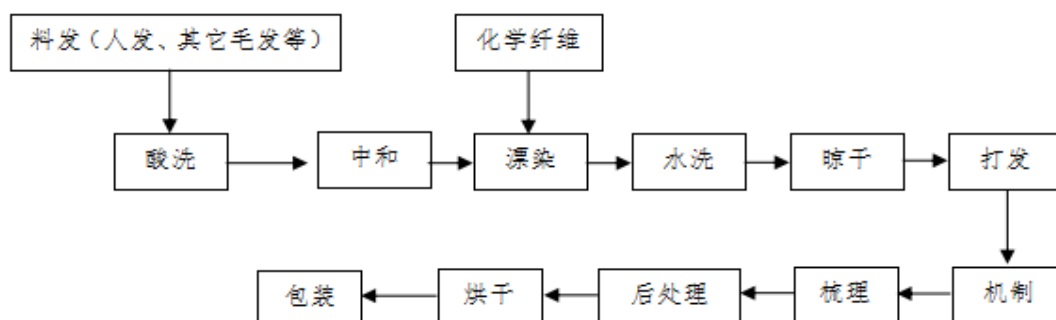 料发（人发、其它毛发等）
化学纤维
酸洗
中和
漂染
水洗
晾干
打发
包装
烘干
后处理
梳理
机制